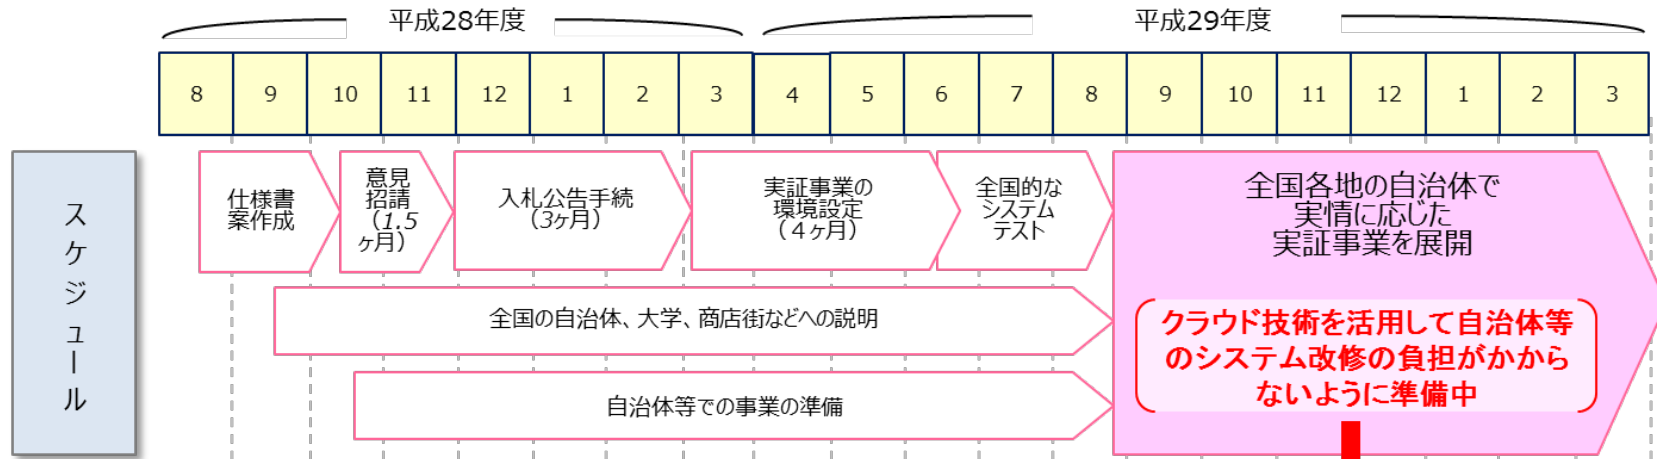 平成28年度
平成29年度
8 9 10 11 12 1 2 3 4 5 6 7 8 9 10 11 12 1 2 3
スケジュール
仕様書
案作成
意見
招請
（1.5
ヶ月）
入札公告手続
（3ヶ月）
実証事業の
環境設定
（４ヶ月）
全国的な
システム
テスト
全国各地の自治体で
実情に応じた
実証事業を展開
全国の自治体、大学、商店街などへの説明
クラウド技術を活用して自治体等
のシステム改修の負担がかから
ないように準備中
自治体等での事業の準備